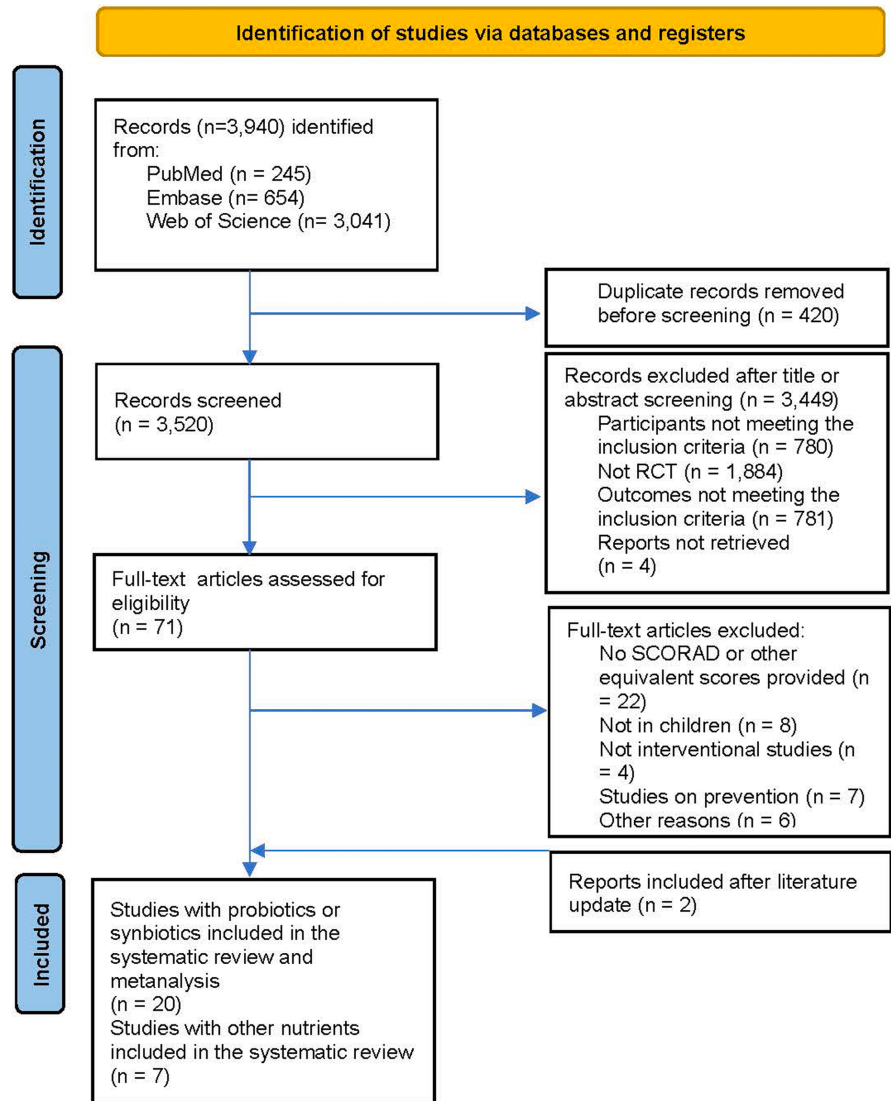 Identification of studies via databases and registers
Identification
Records (n=3,940) identified
from:
PubMed (n = 245)
Embase (n= 654)
Web of Science (n= 3,041)
Duplicate records removed
before screening (n = 420)
Screening
Records screened
(n = 3,520)
Records excluded after title or
abstract screening (n = 3,449)
Participants not meeting the
inclusion criteria (n = 780)
Not RCT (n = 1,884)
Outcomes not meeting the
inclusion criteria (n = 781)
Reports not retrieved
(n = 4)
Full-text articles assessed for
eligibility
(n = 71)
Full-text articles excluded:
No SCORAD or other
equivalent scores provided (n
= 22)
Not in children (n = 8)
Not interventional studies (n
= 4)
Studies on prevention (n = 7)
Other reasons (n = 6)
Reports included after literature
update (n = 2)
Included
Studies with probiotics or
synbiotics included in the
systematic review and
metanalysis
(n = 20)
Studies with other nutrients
included in the systematic review
(n = 7)